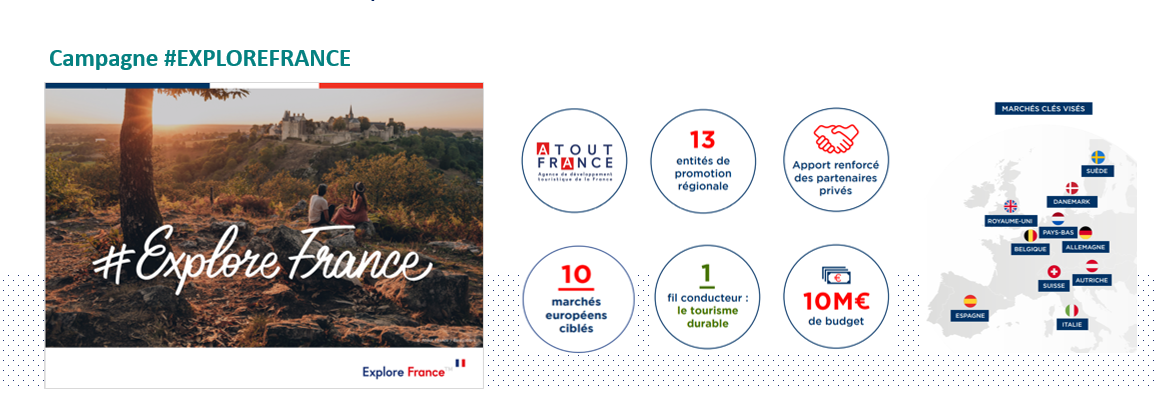 Campagne #EXPLOREFRANCE
#Explore France
Explore France
ATOUT
FRANCE
Agence de développement
touristique de la France
13
entités de
promotion
régionale
Apport renforcé
des partenaires
privés
10
marchés
européens
ciblés
1
fil conducteur :
le tourisme
durable
10M€
de budget
MARCHÉS CLÉS VISÉS
SUÈDE
DANEMARK
ROYAUME-UNI
PAYS-BAS
BELGIQUE
ALLEMAGNE
SUISSE
AUTRICHE
ESPAGNE
ITALIE